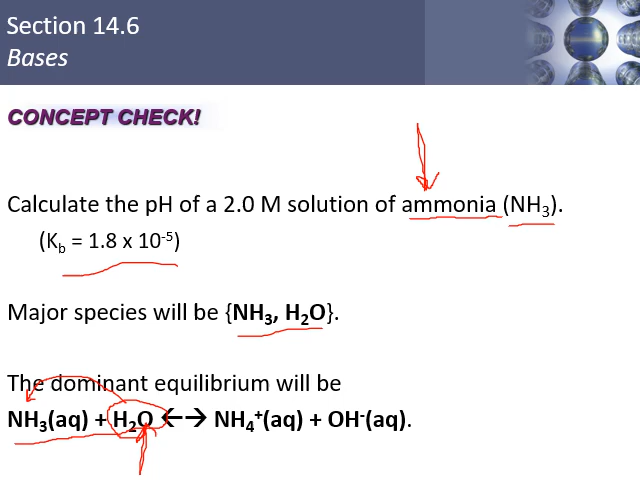 Section 14.6
Bases
CONCEPT CHECK!
Calculate the pH of a 2.0 M solution of ammonia (NH₃).
(K_b = 1.8 x 10⁻⁵)
Major species will be {NH₃, H₂O}.
The dominant equilibrium will be
NH₃(aq) + H₂O ←→ NH₄⁺(aq) + OH⁻(aq).